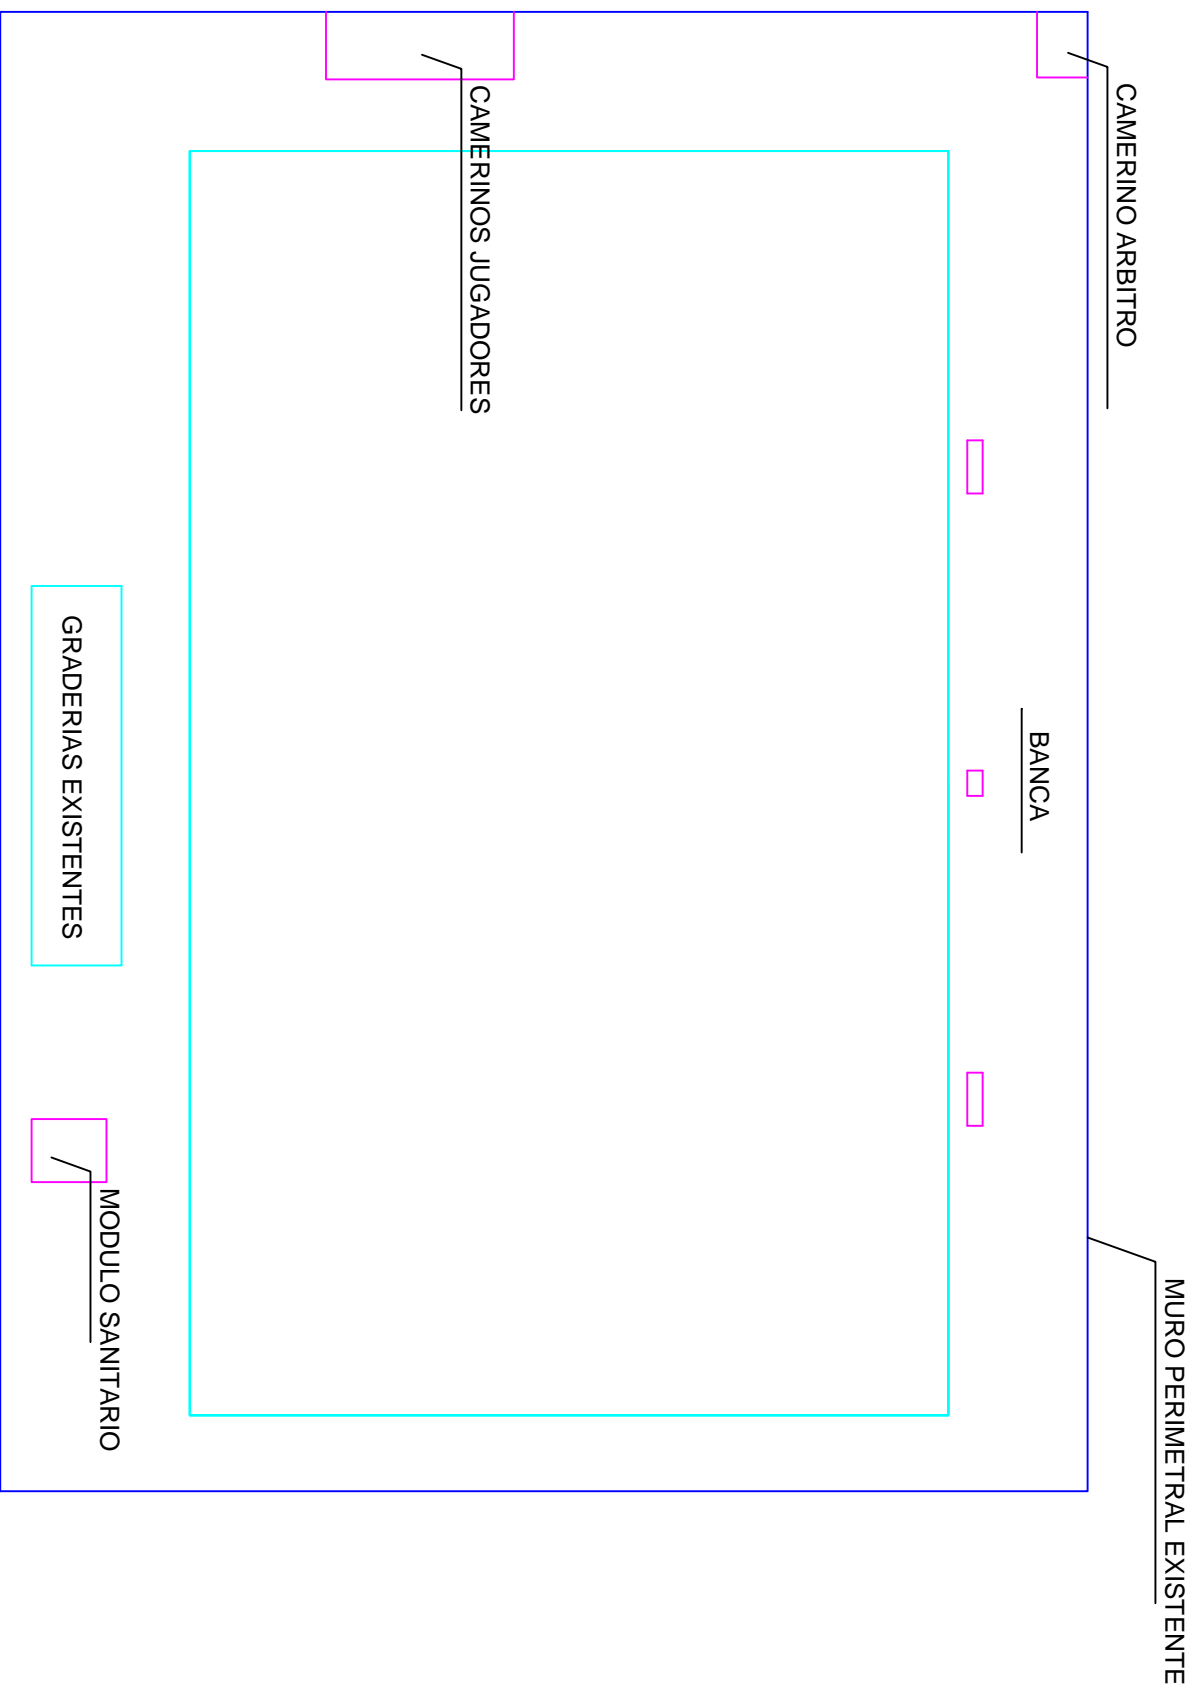 MURO PERIMETRAL EXISTENTE
CAMERINO ARBITRO
BANCA
CAMERINOS JUGADORES
GRADERIAS EXISTENTES
MODULO SANITARIO